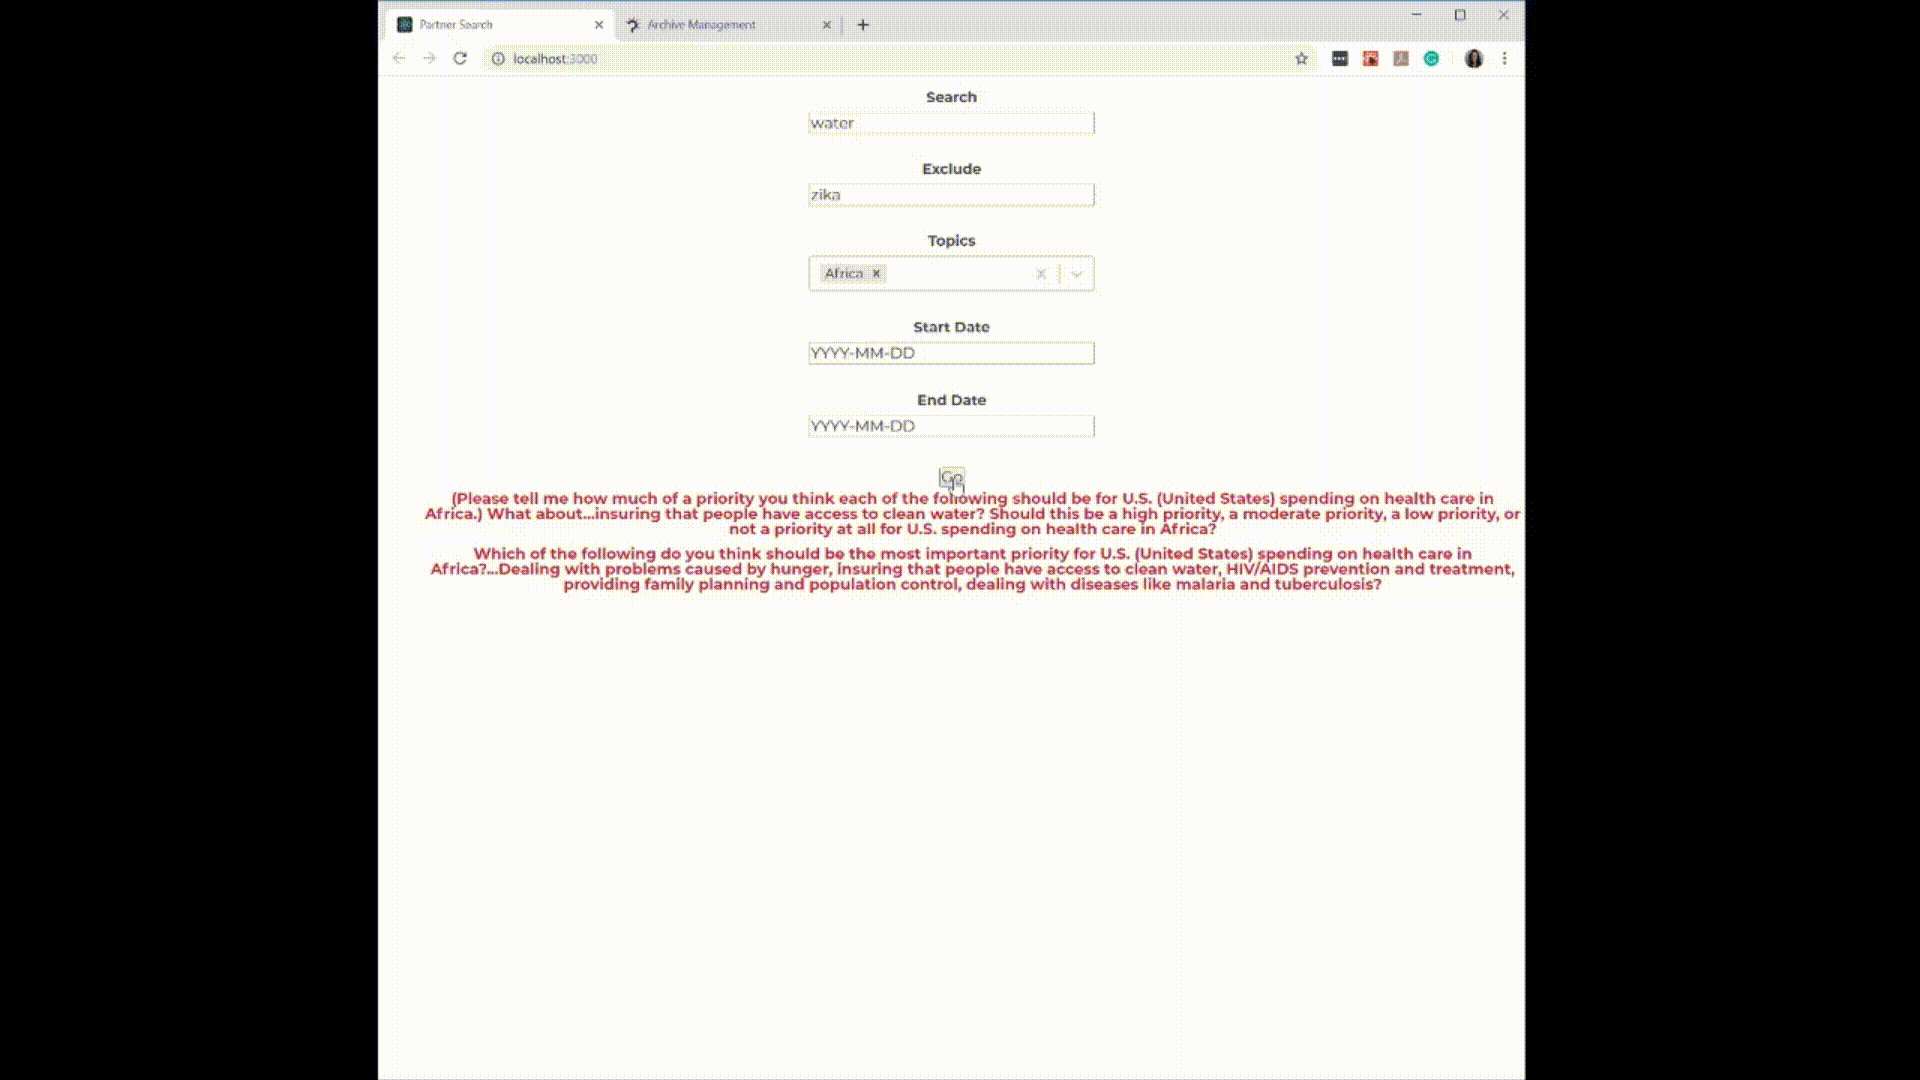 Partner Search
Archive Management
localhost:3000
Search
water
Exclude
zika
Topics
Africa
Start Date
YYYY-MM-DD
End Date
YYYY-MM-DD
Go
(Please tell me how much of a priority you think each of the following should be for U.S. (United States) spending on health care in
Africa.) What about...insuring that people have access to clean water? Should this be a high priority, a moderate priority, a low priority, or
not a priority at all for U.S. spending on health care in Africa?
Which of the following do you think should be the most important priority for U.S. (United States) spending on health care in
Africa?...Dealing with problems caused by hunger, insuring that people have access to clean water, HIV/AIDS prevention and treatment,
providing family planning and population control, dealing with diseases like malaria and tuberculosis?